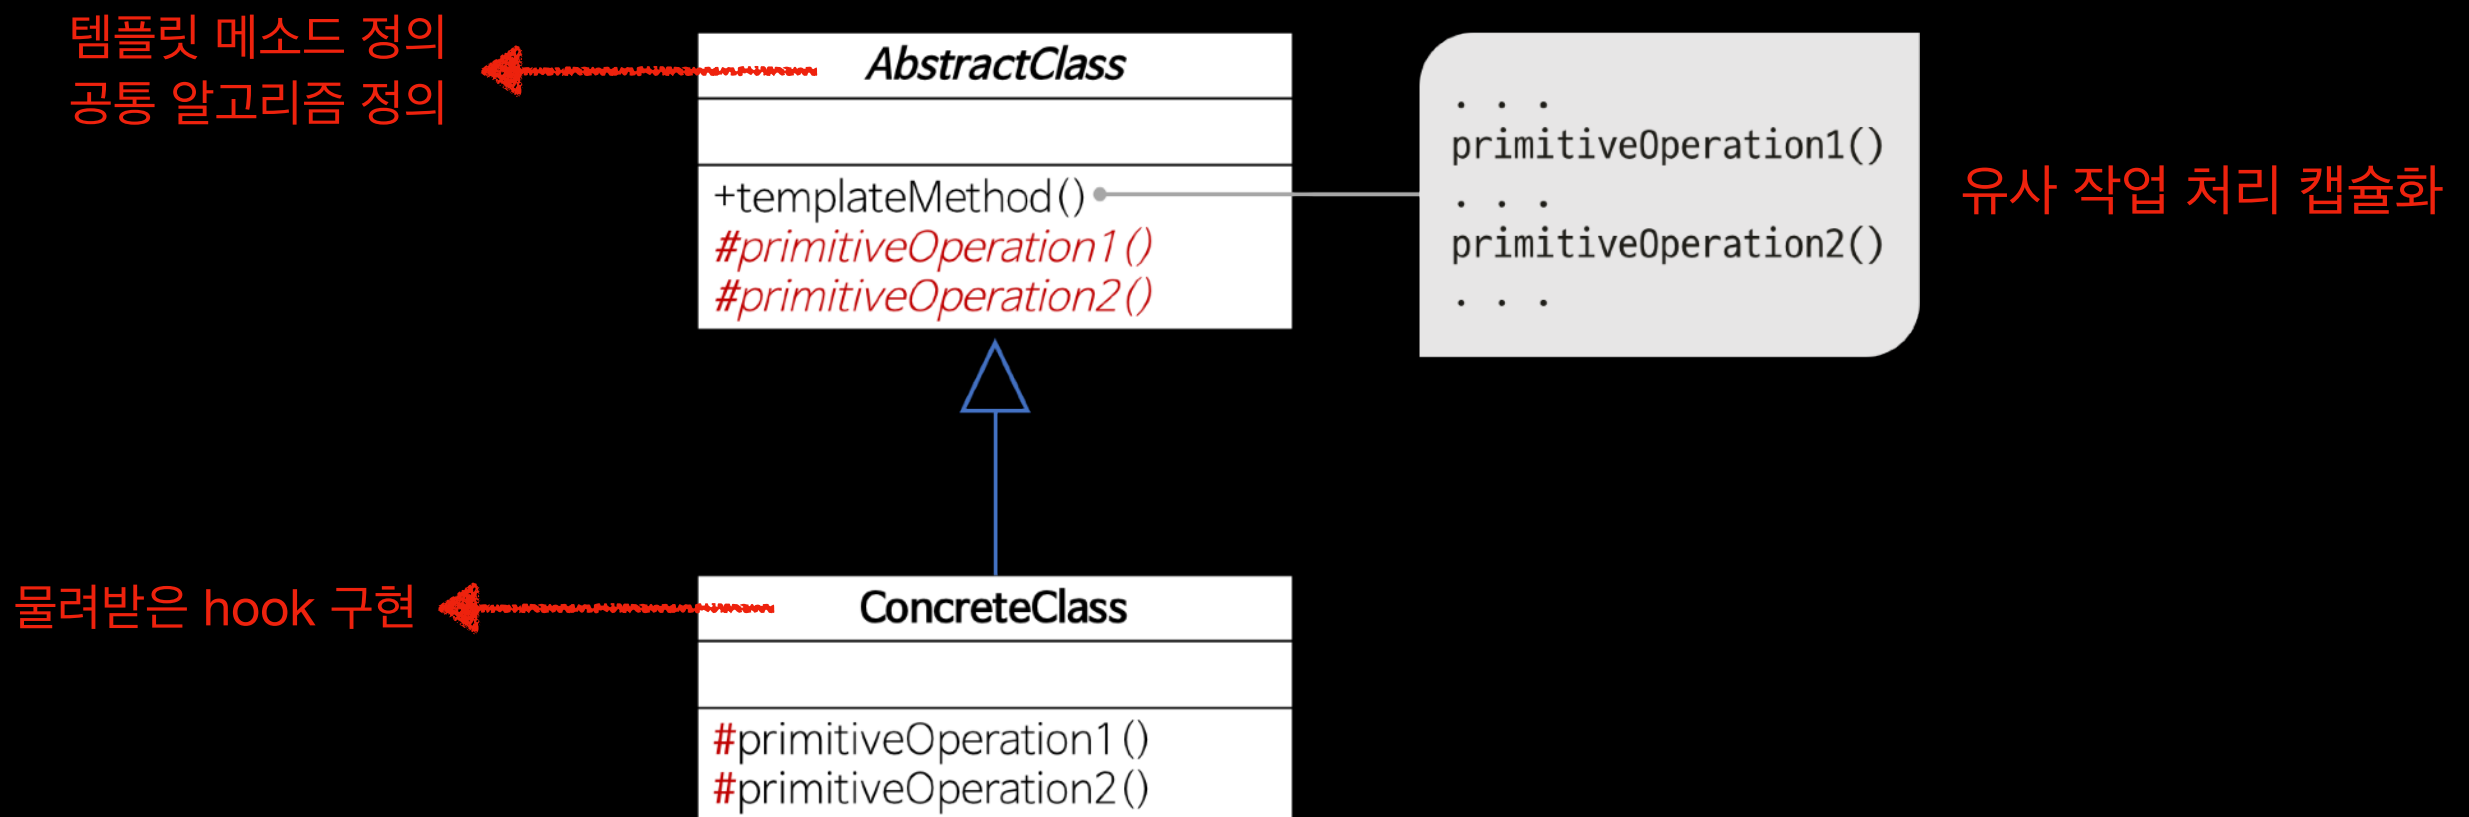 템플릿 메소드 정의
공통 알고리즘 정의
AbstractClass
+templateMethod()
#primitiveOperation1()
#primitiveOperation2()
. . .
primitiveOperation1()
. . .
primitiveOperation2()
. . .
유사 작업 처리 캡슐화
물려받은 hook 구현
ConcreteClass
#primitiveOperation1()
#primitiveOperation2()